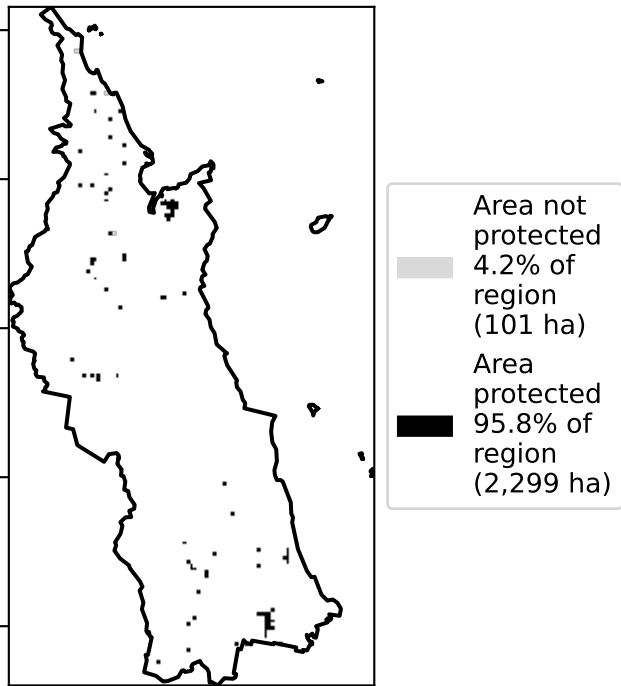 Area not
protected
4.2% of
region
(101 ha)
Area
protected
95.8% of
region
(2,299 ha)